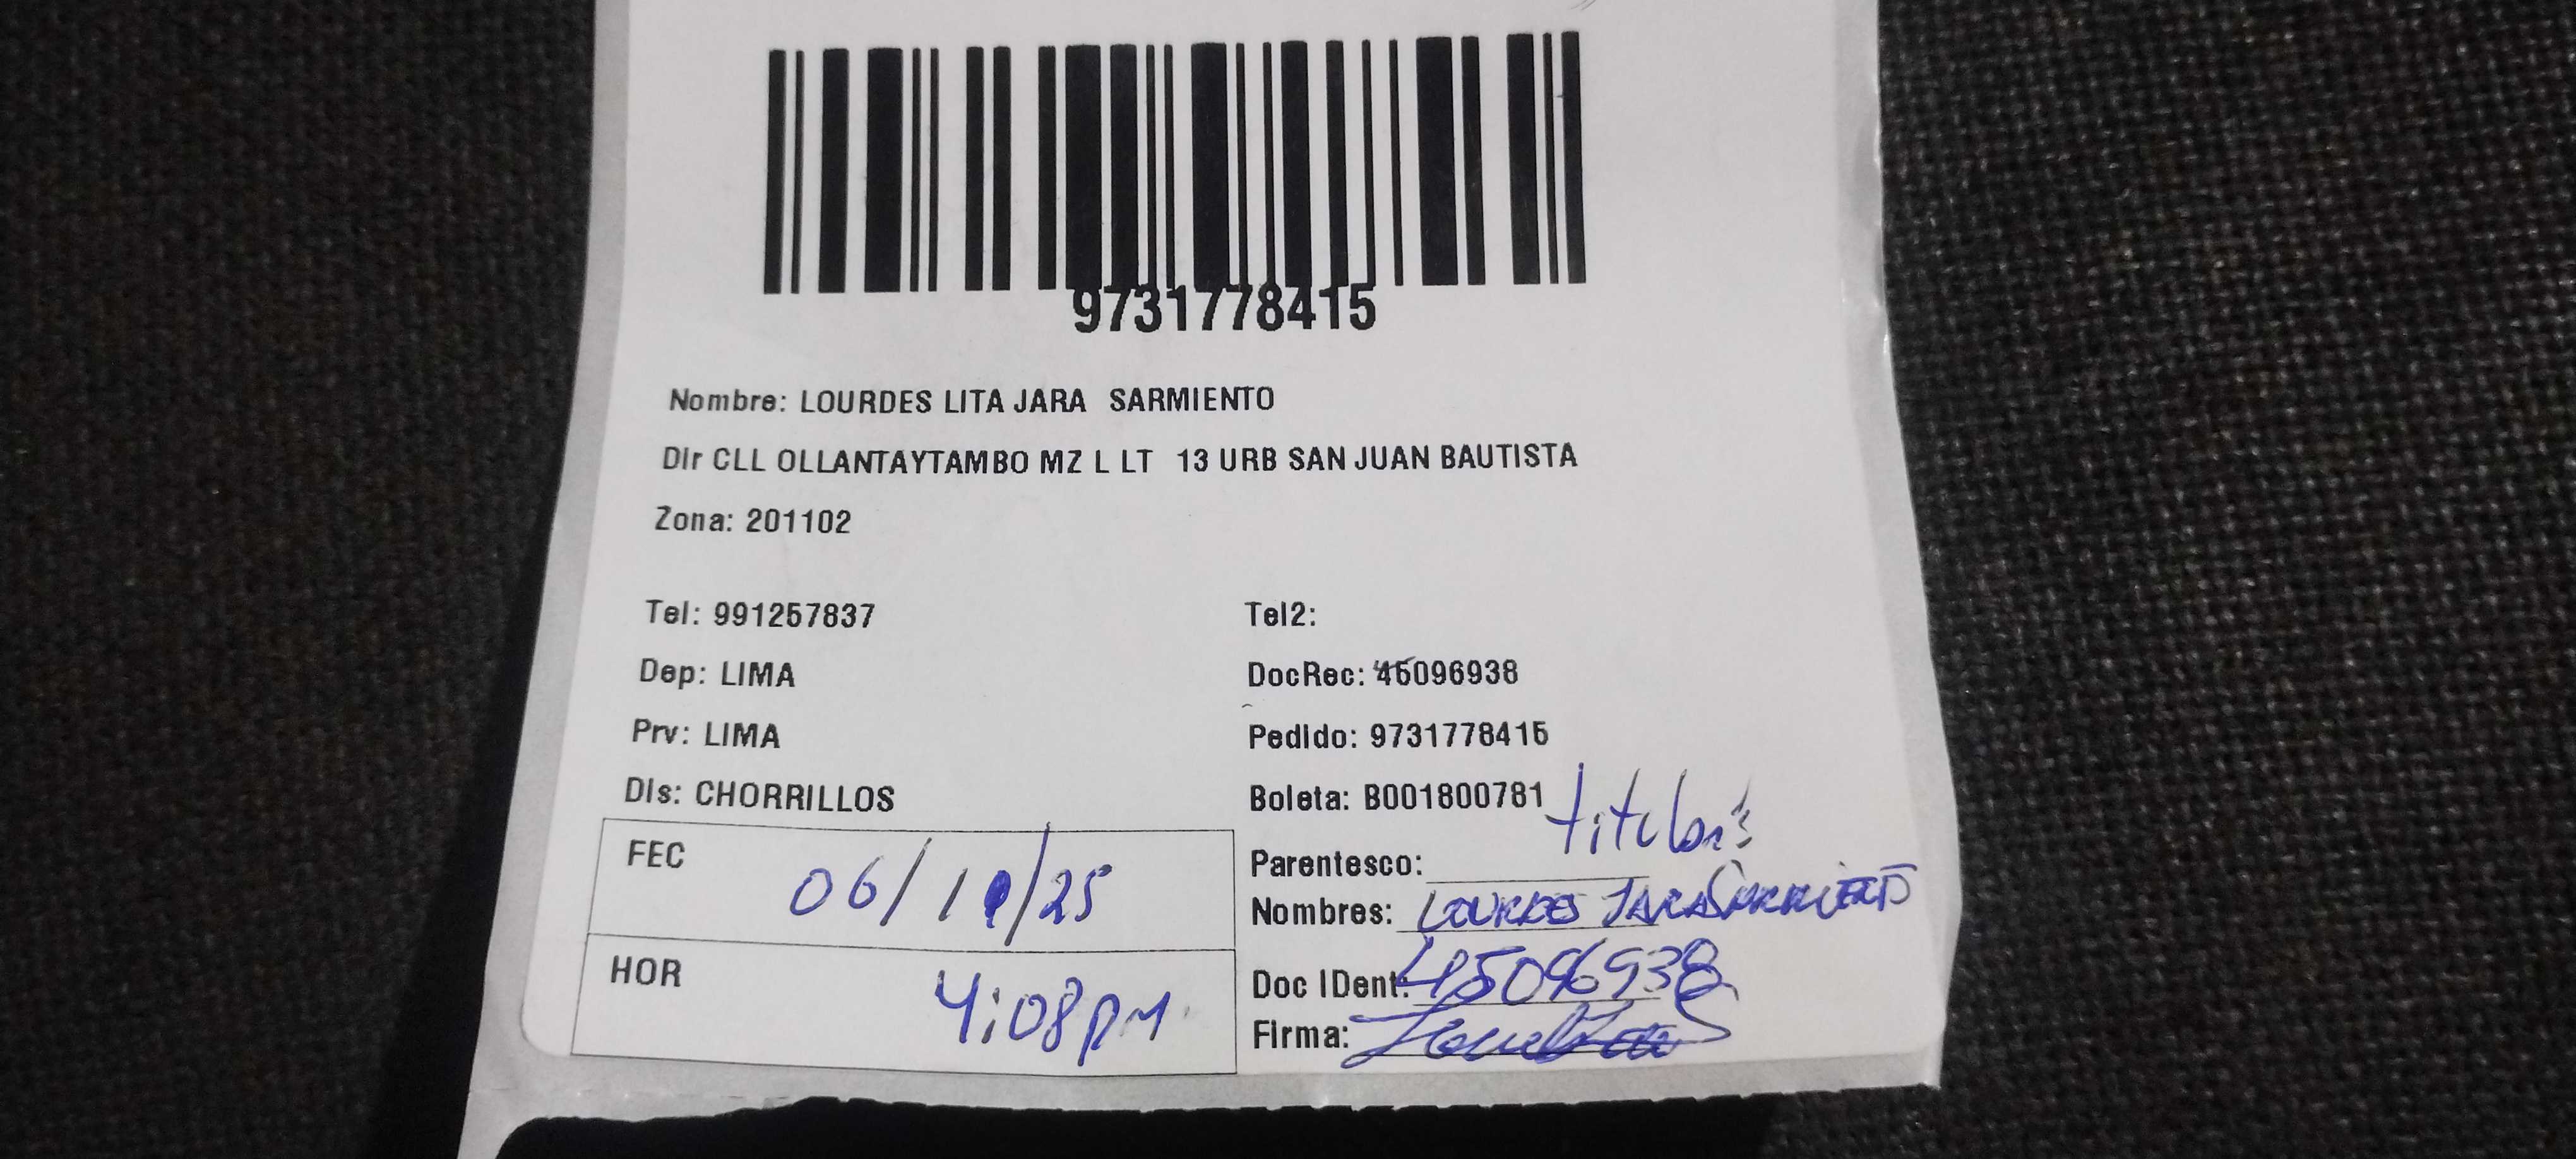 9731778415
Nombre: LOURDES LITA JARA SARMIENTO
Dir CLL OLLANTAYTAMBO MZ L LT 13 URB SAN JUAN BAUTISTA
Zona: 201102
Tel: 991257837 Tel2:
Dep: LIMA DocRec: 45096938
Prv: LIMA Pedido: 9731778415
Dis: CHORRILLOS Boleta: B001800781
FEC 06/10/25
HOR 4:08pm
Parentesco:
Nombres: LOURDES JARA SARMIENTO
Doc IDent: 45096938
Firma: